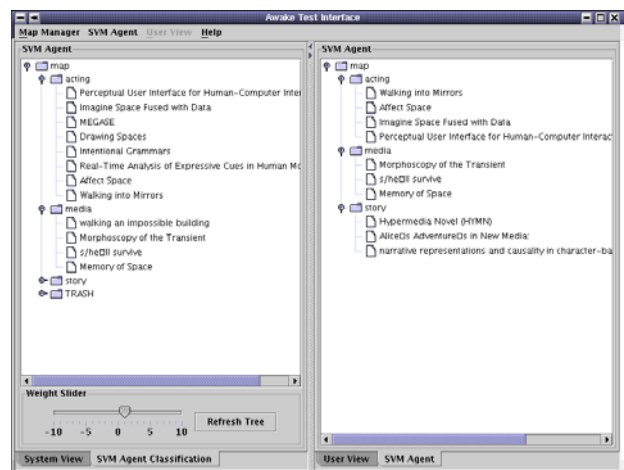 Awake Test Interface
Map Manager SVM Agent User View Help
SVM Agent
map
acting
Perceptual User Interface for Human-Computer Inter
Imagine Space Fused with Data
MEGASE
Drawing Spaces
Intentional Grammars
Real-Time Analysis of Expressive Cues in Human Mo
Affect Space
Walking into Mirrors
media
walking an impossible building
Morphoscopy of the Transient
s/he□ll survive
Memory of Space
story
TRASH
Weight Slider
-10 -5 0 5 10
Refresh Tree
System View SVM Agent Classification
SVM Agent
map
acting
Walking into Mirrors
Affect Space
Imagine Space Fused with Data
Perceptual User Interface for Human-Computer Interac
media
Morphoscopy of the Transient
s/he□ll survive
Memory of Space
story
Hypermedia Novel (HYMN)
Alice□s Adventure□s in New Media:
narrative representations and causality in character-ba
User View SVM Agent